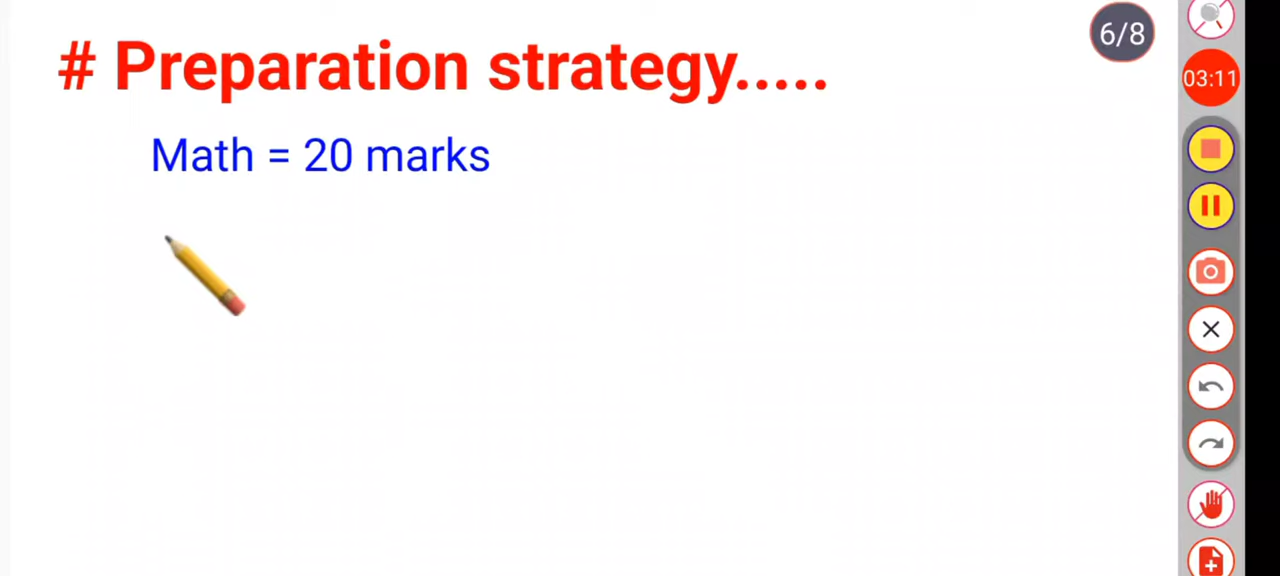 # Preparation strategy.....
6/8
03:11
Math = 20 marks